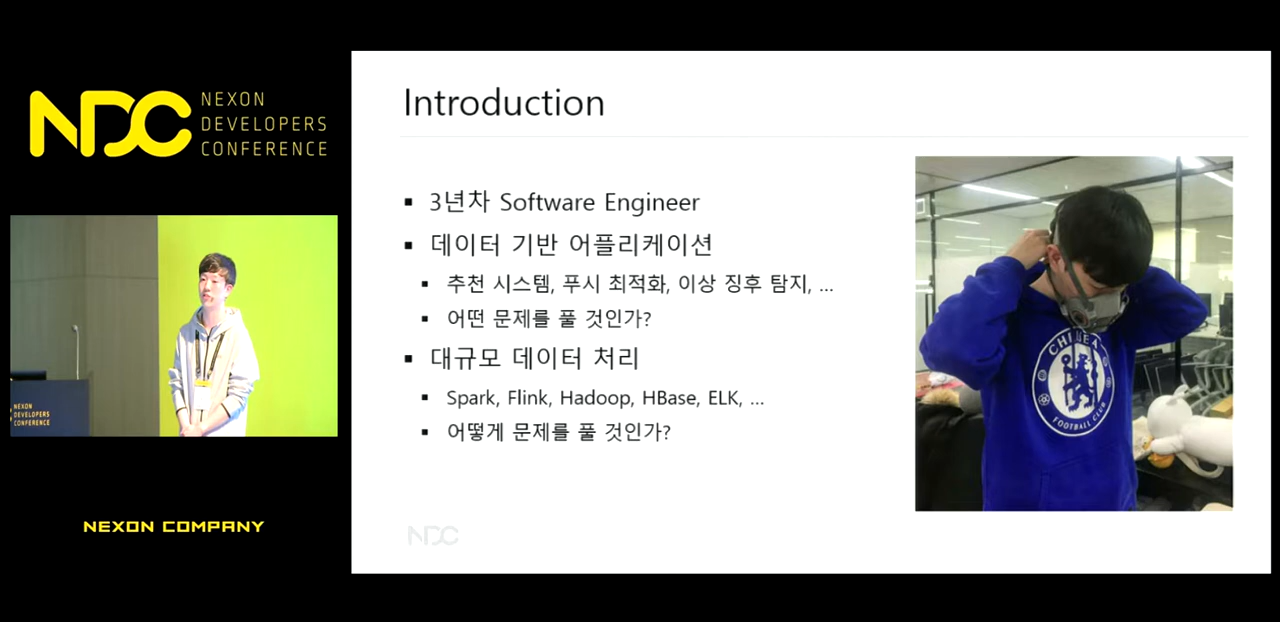 NDC
NEXON
DEVELOPERS
CONFERENCE
NEXON
DEVELOPERS
CONFERENCE
NEXON COMPANY
Introduction
▪ 3년차 Software Engineer
▪ 데이터 기반 어플리케이션
▪ 추천 시스템, 푸시 최적화, 이상 징후 탐지, ...
▪ 어떤 문제를 풀 것인가?
▪ 대규모 데이터 처리
▪ Spark, Flink, Hadoop, HBase, ELK, ...
▪ 어떻게 문제를 풀 것인가?
CHELSEA
FOOTBALL CLUB
NDC